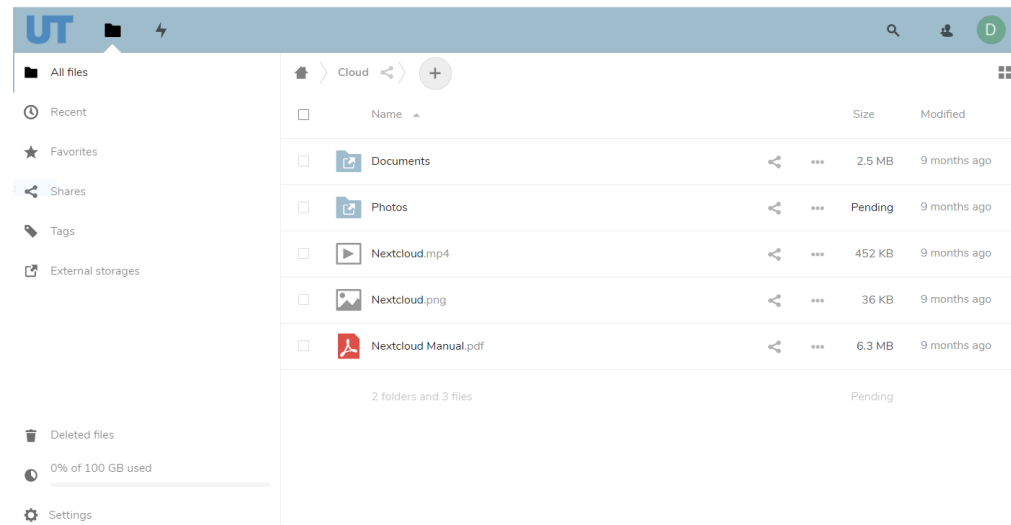 UT
D
All files
Recent
Favorites
Shares
Tags
External storages
Deleted files
0% of 100 GB used
Settings
Cloud
Name Size Modified
Documents 2.5 MB 9 months ago
Photos Pending 9 months ago
Nextcloud.mp4 452 KB 9 months ago
Nextcloud.png 36 KB 9 months ago
Nextcloud Manual.pdf 6.3 MB 9 months ago
2 folders and 3 files Pending